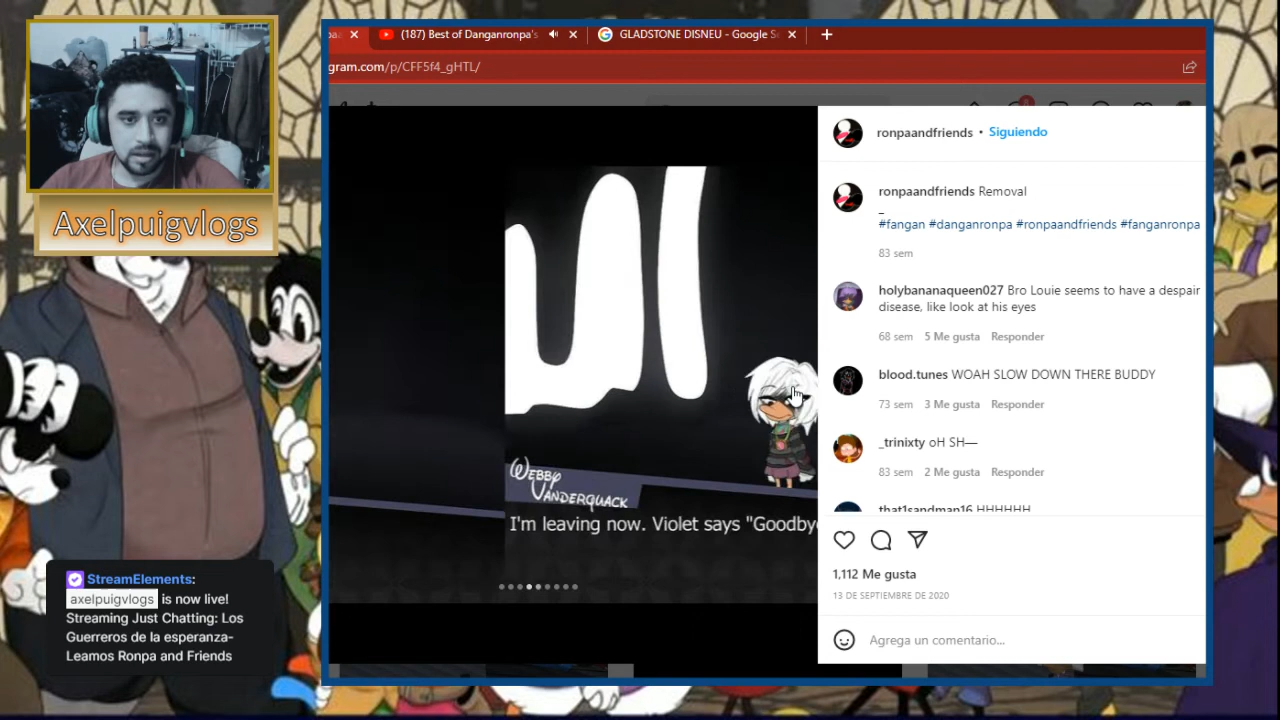 (187) Best of Danganronpa's
GLADSTONE DISNEU - Google Se
gram.com/p/CFF5f4_gHTL/
Axelpuigvlogs
ronpaandfriends • Siguiendo
ronpaandfriends Removal
_
#fangan #danganronpa #ronpaandfriends #fanganronpa
83 sem
holybananaqueen027 Bro Louie seems to have a despair
disease, like look at his eyes
68 sem 5 Me gusta Responder
blood.tunes WOAH SLOW DOWN THERE BUDDY
73 sem 3 Me gusta Responder
_trinixty oH SH—
83 sem 2 Me gusta Responder
that1sandman16 HHHHHH
WEBBY
VANDERQUACK
I'm leaving now. Violet says "Goodbye
1,112 Me gusta
13 DE SEPTIEMBRE DE 2020
Agrega un comentario...
StreamElements:
axelpuigvlogs is now live!
Streaming Just Chatting: Los
Guerreros de la esperanza-
Leamos Ronpa and Friends